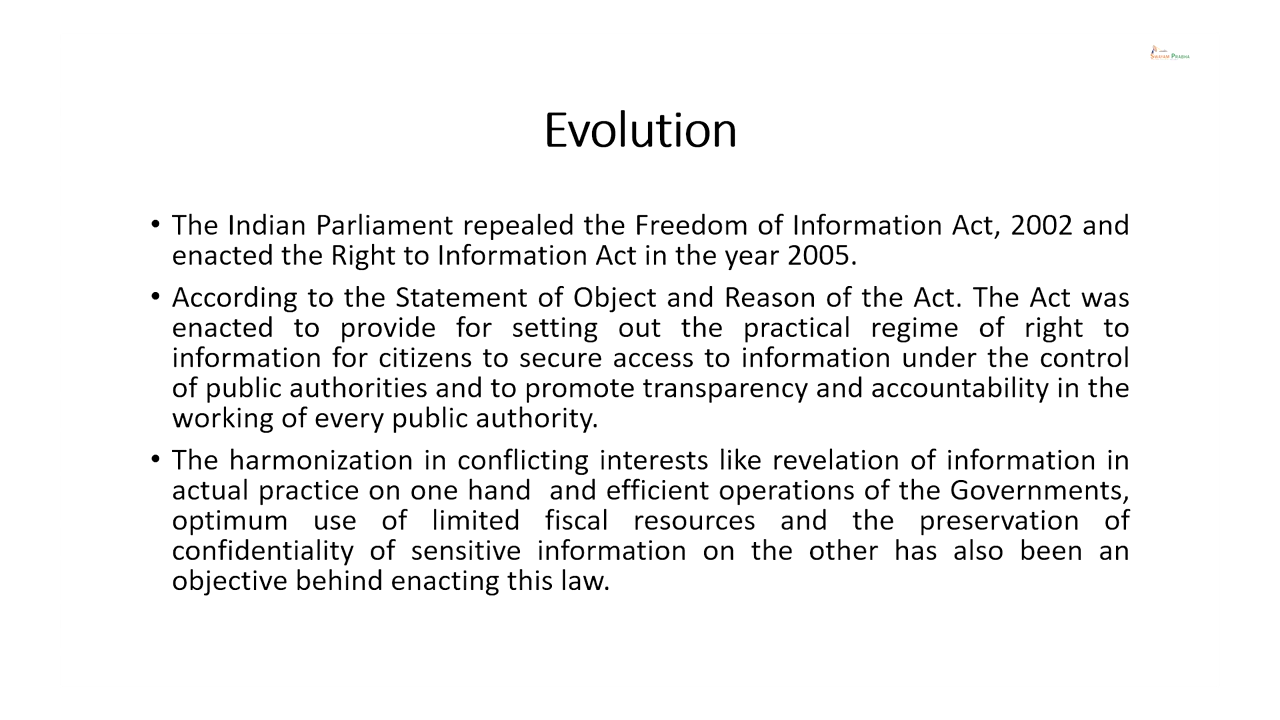 Evolution
• The Indian Parliament repealed the Freedom of Information Act, 2002 and
enacted the Right to Information Act in the year 2005.
• According to the Statement of Object and Reason of the Act. The Act was
enacted to provide for setting out the practical regime of right to
information for citizens to secure access to information under the control
of public authorities and to promote transparency and accountability in the
working of every public authority.
• The harmonization in conflicting interests like revelation of information in
actual practice on one hand  and efficient operations of the Governments,
optimum use of limited fiscal resources and the preservation of
confidentiality of sensitive information on the other has also been an
objective behind enacting this law.